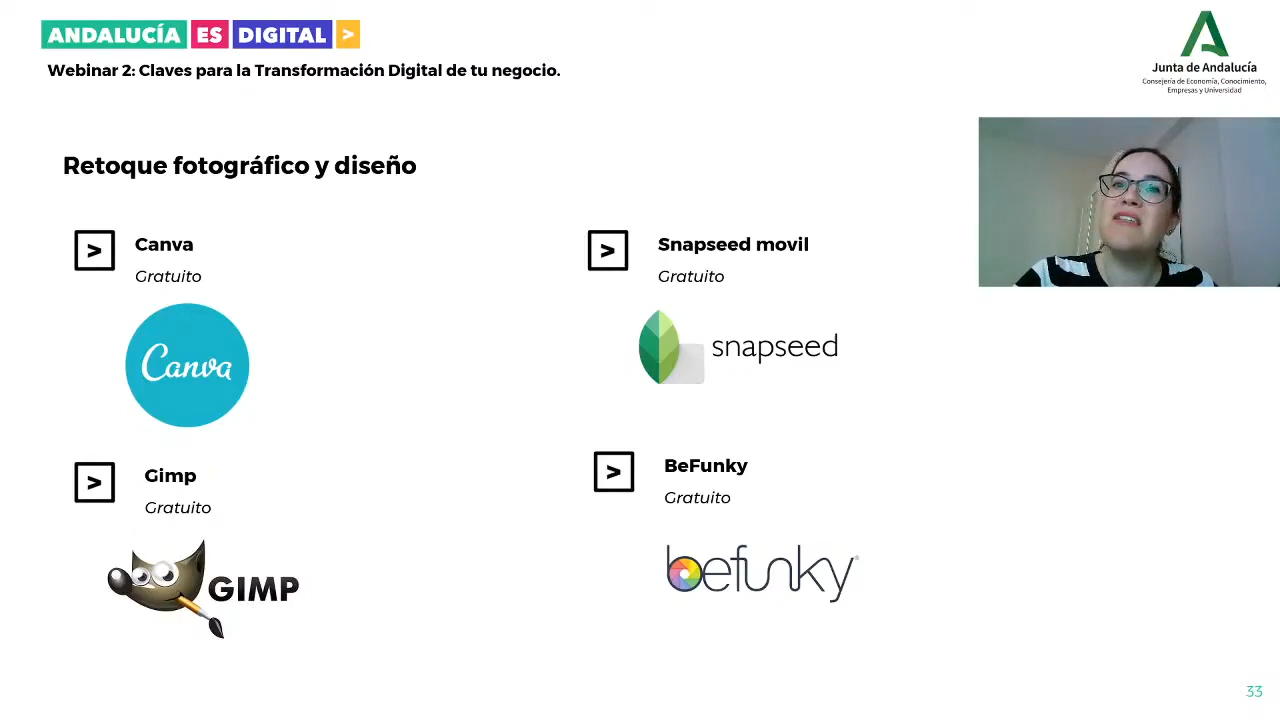 ANDALUCÍA ES DIGITAL >
Webinar 2: Claves para la Transformación Digital de tu negocio.
Junta de Andalucía
Consejería de Economía, Conocimiento,
Empresas y Universidad
Retoque fotográfico y diseño
> Canva
Gratuito
Canva
> Snapseed movil
Gratuito
snapseed
> Gimp
Gratuito
GIMP
> BeFunky
Gratuito
befunky
33